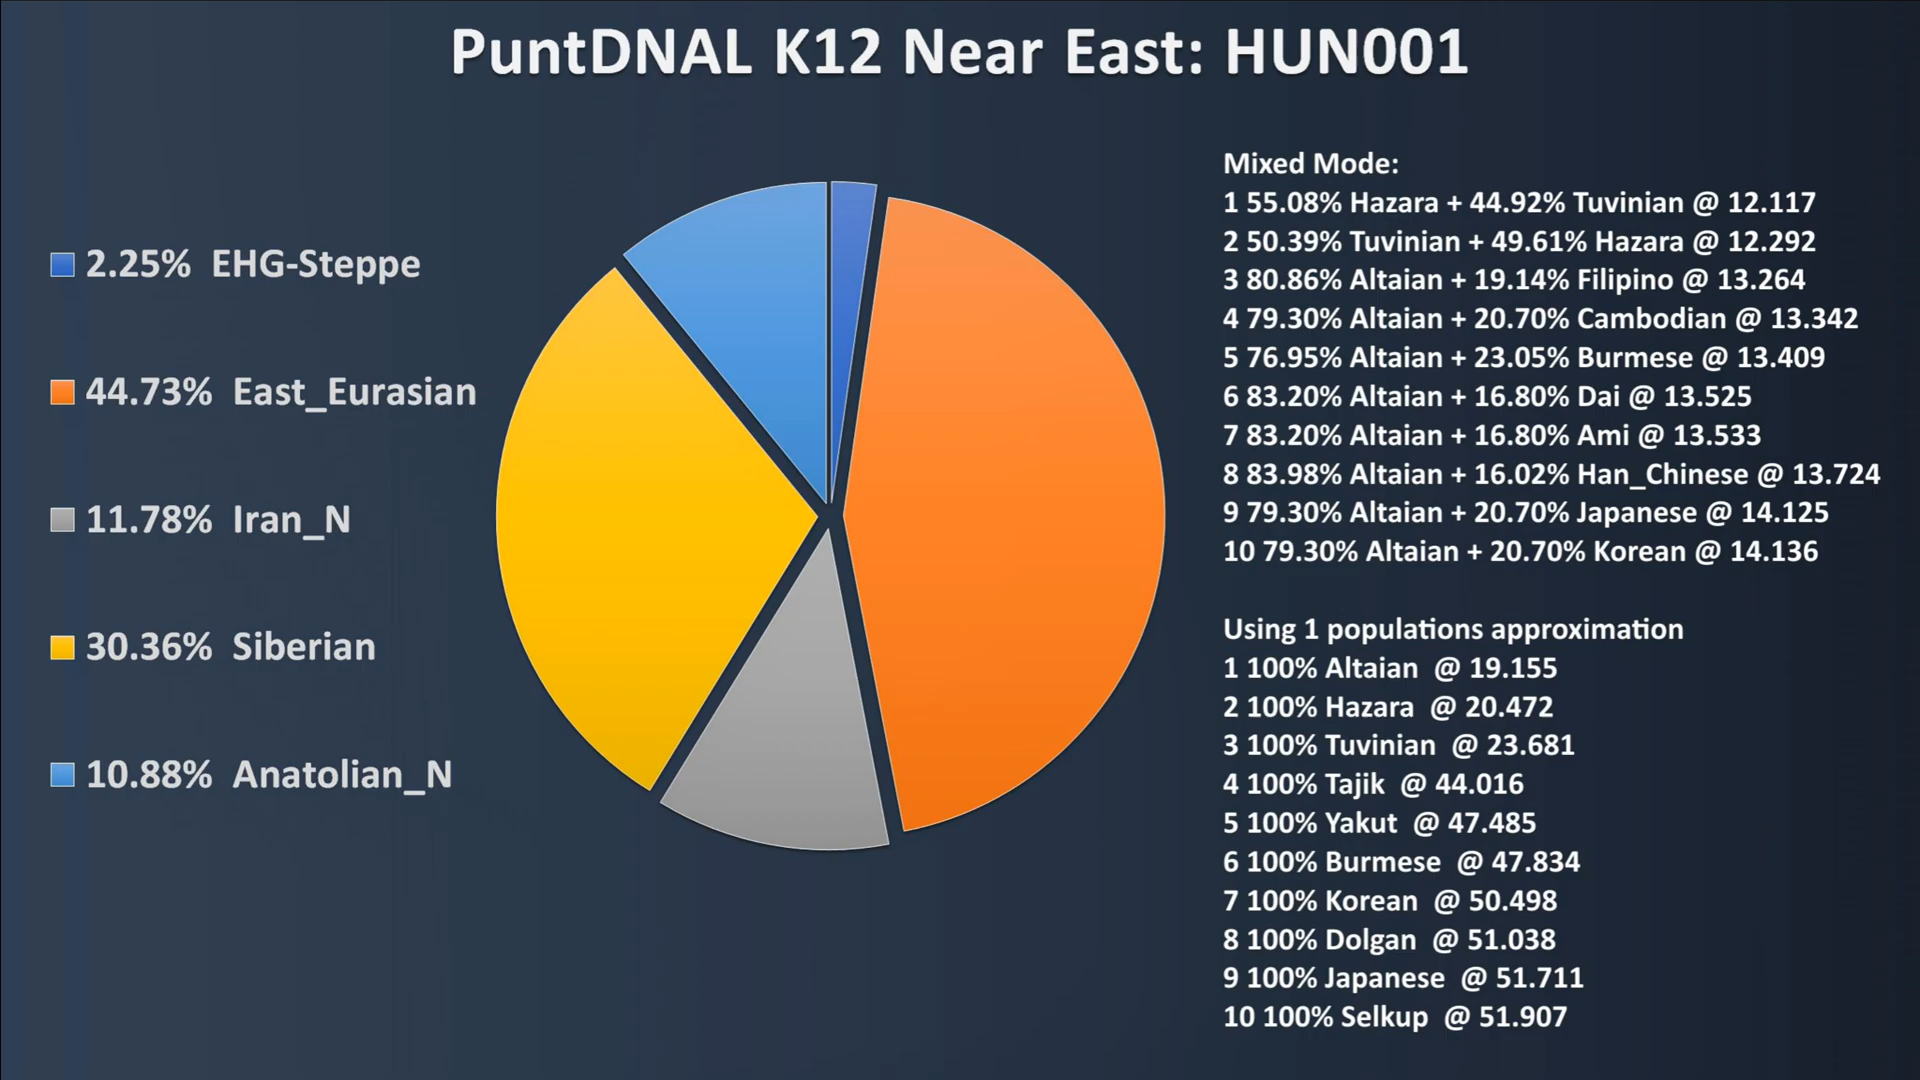 PuntDNAL K12 Near East: HUN001
2.25% EHG-Steppe
44.73% East_Eurasian
11.78% Iran_N
30.36% Siberian
10.88% Anatolian_N
Mixed Mode:
1 55.08% Hazara + 44.92% Tuvinian @ 12.117
2 50.39% Tuvinian + 49.61% Hazara @ 12.292
3 80.86% Altaian + 19.14% Filipino @ 13.264
4 79.30% Altaian + 20.70% Cambodian @ 13.342
5 76.95% Altaian + 23.05% Burmese @ 13.409
6 83.20% Altaian + 16.80% Dai @ 13.525
7 83.20% Altaian + 16.80% Ami @ 13.533
8 83.98% Altaian + 16.02% Han_Chinese @ 13.724
9 79.30% Altaian + 20.70% Japanese @ 14.125
10 79.30% Altaian + 20.70% Korean @ 14.136
Using 1 populations approximation
1 100% Altaian @ 19.155
2 100% Hazara @ 20.472
3 100% Tuvinian @ 23.681
4 100% Tajik @ 44.016
5 100% Yakut @ 47.485
6 100% Burmese @ 47.834
7 100% Korean @ 50.498
8 100% Dolgan @ 51.038
9 100% Japanese @ 51.711
10 100% Selkup @ 51.907